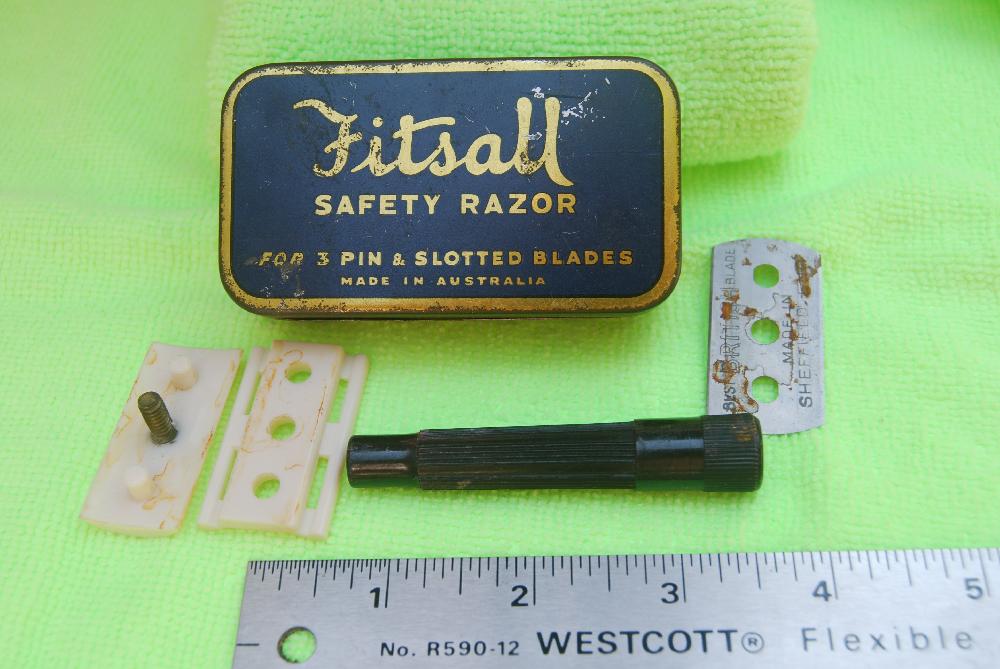 Fitsall
SAFETY RAZOR
FOR 3 PIN & SLOTTED BLADES
MADE IN AUSTRALIA
BLADE
MADE IN
SHEFFIELD
1 2 3 4 5
No. R590-12 WESTCOTT® Flexible